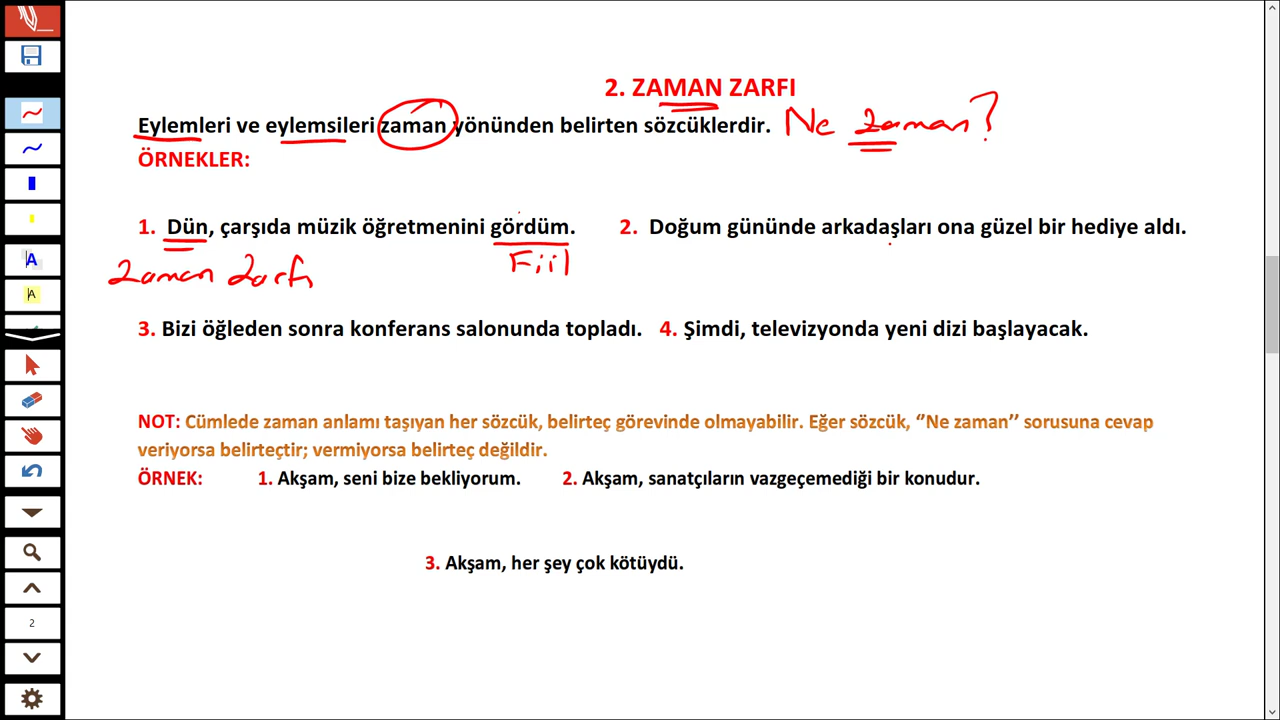 2. ZAMAN ZARFI
Eylemleri ve eylemsileri zaman yönünden belirten sözcüklerdir. Ne zaman?
ÖRNEKLER:
1. Dün, çarşıda müzik öğretmenini gördüm. 2. Doğum gününde arkadaşları ona güzel bir hediye aldı.
Zaman Zarfı Fiil
3. Bizi öğleden sonra konferans salonunda topladı. 4. Şimdi, televizyonda yeni dizi başlayacak.
NOT: Cümlede zaman anlamı taşıyan her sözcük, belirteç görevinde olmayabilir. Eğer sözcük, ‘’Ne zaman’’ sorusuna cevap
veriyorsa belirteçtir; vermiyorsa belirteç değildir.
ÖRNEK: 1. Akşam, seni bize bekliyorum. 2. Akşam, sanatçıların vazgeçemediği bir konudur.
3. Akşam, her şey çok kötüydü.
A
A
2